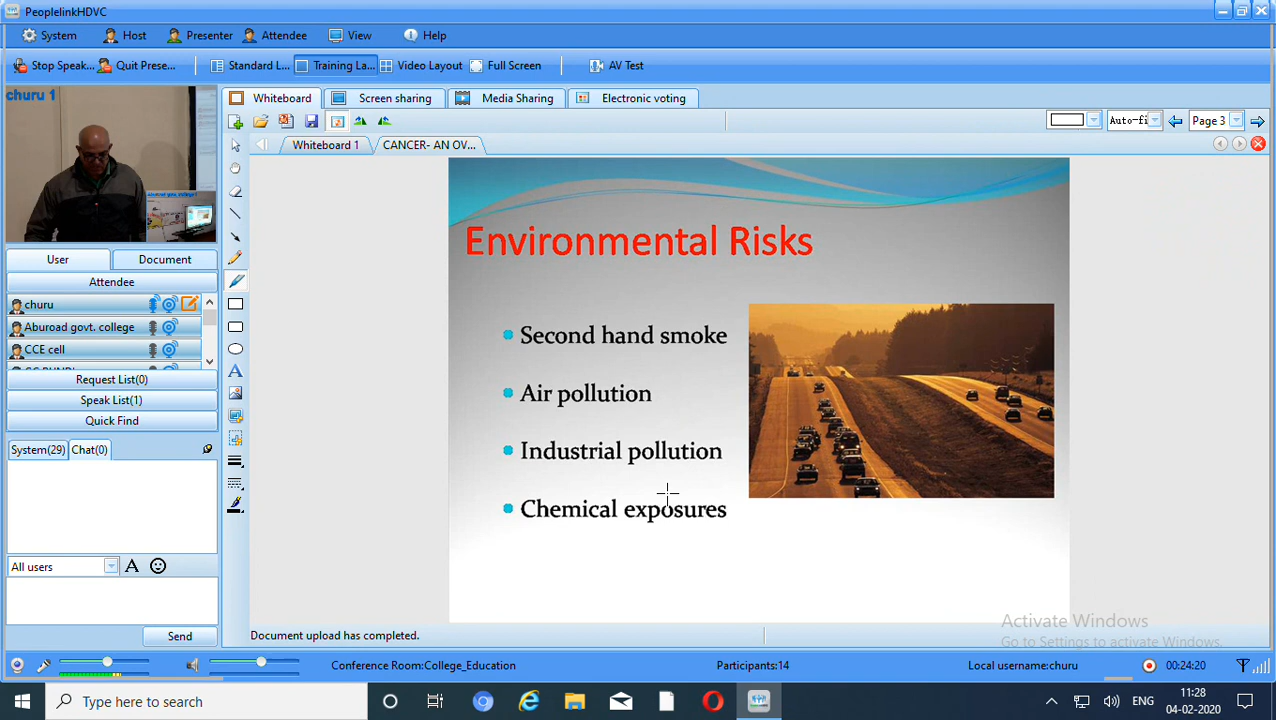 PeoplelinkHDVC
System Host Presenter Attendee View Help
Stop Speak... Quit Prese... Standard L... Training La... Video Layout Full Screen AV Test
churu 1
Whiteboard Screen sharing Media Sharing Electronic voting
Auto-fi Page 3
Whiteboard 1 CANCER- AN OV...
User Document
Attendee
churu
Aburoad govt. college
CCE cell
Request List(0)
Speak List(1)
Quick Find
System(29) Chat(0)
All users
Send
Environmental Risks
Second hand smoke
Air pollution
Industrial pollution
Chemical exposures
Activate Windows
Go to Settings to activate Windows.
Document upload has completed.
Conference Room:College_Education Participants:14 Local username:churu 00:24:20
Type here to search
ENG 11:28
04-02-2020